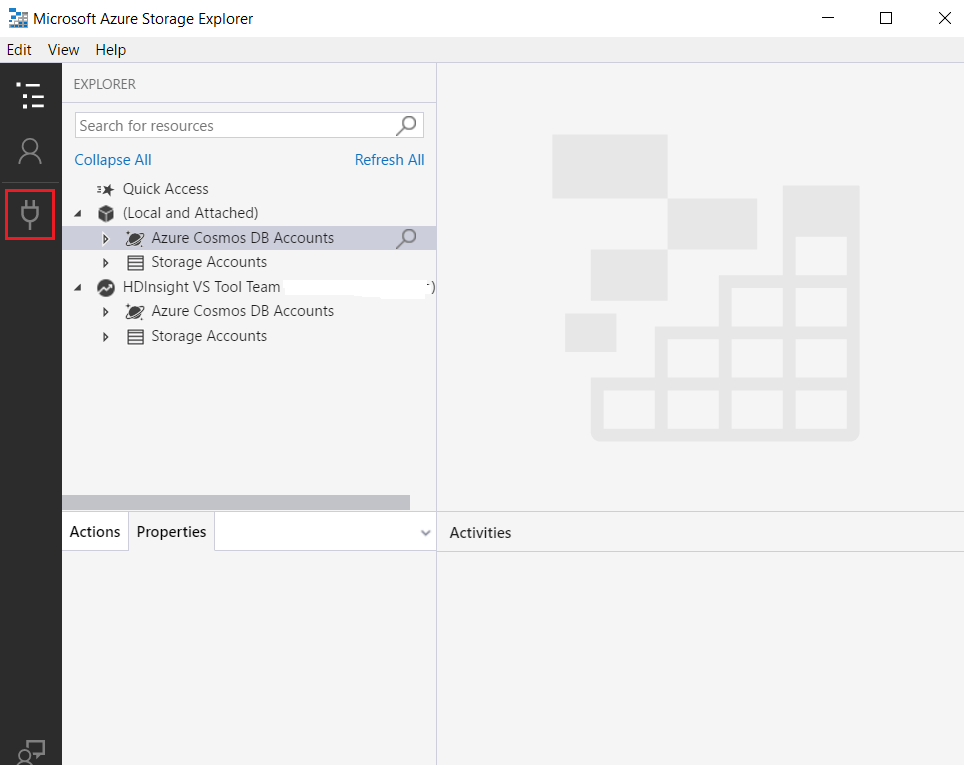 Microsoft Azure Storage Explorer
Edit View Help
EXPLORER
Search for resources
Collapse All Refresh All
Quick Access
(Local and Attached)
Azure Cosmos DB Accounts
Storage Accounts
HDInsight VS Tool Team )
Azure Cosmos DB Accounts
Storage Accounts
Actions Properties
Activities